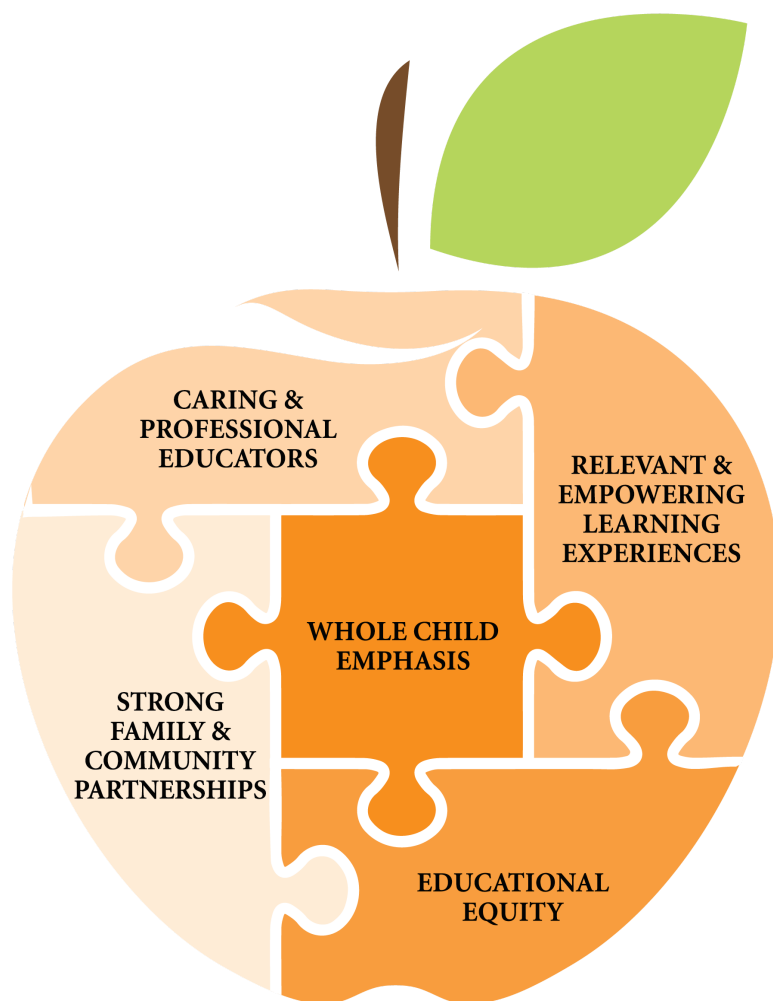 CARING &
PROFESSIONAL
EDUCATORS
RELEVANT &
EMPOWERING
LEARNING
EXPERIENCES
WHOLE CHILD
EMPHASIS
STRONG
FAMILY &
COMMUNITY
PARTNERSHIPS
EDUCATIONAL
EQUITY